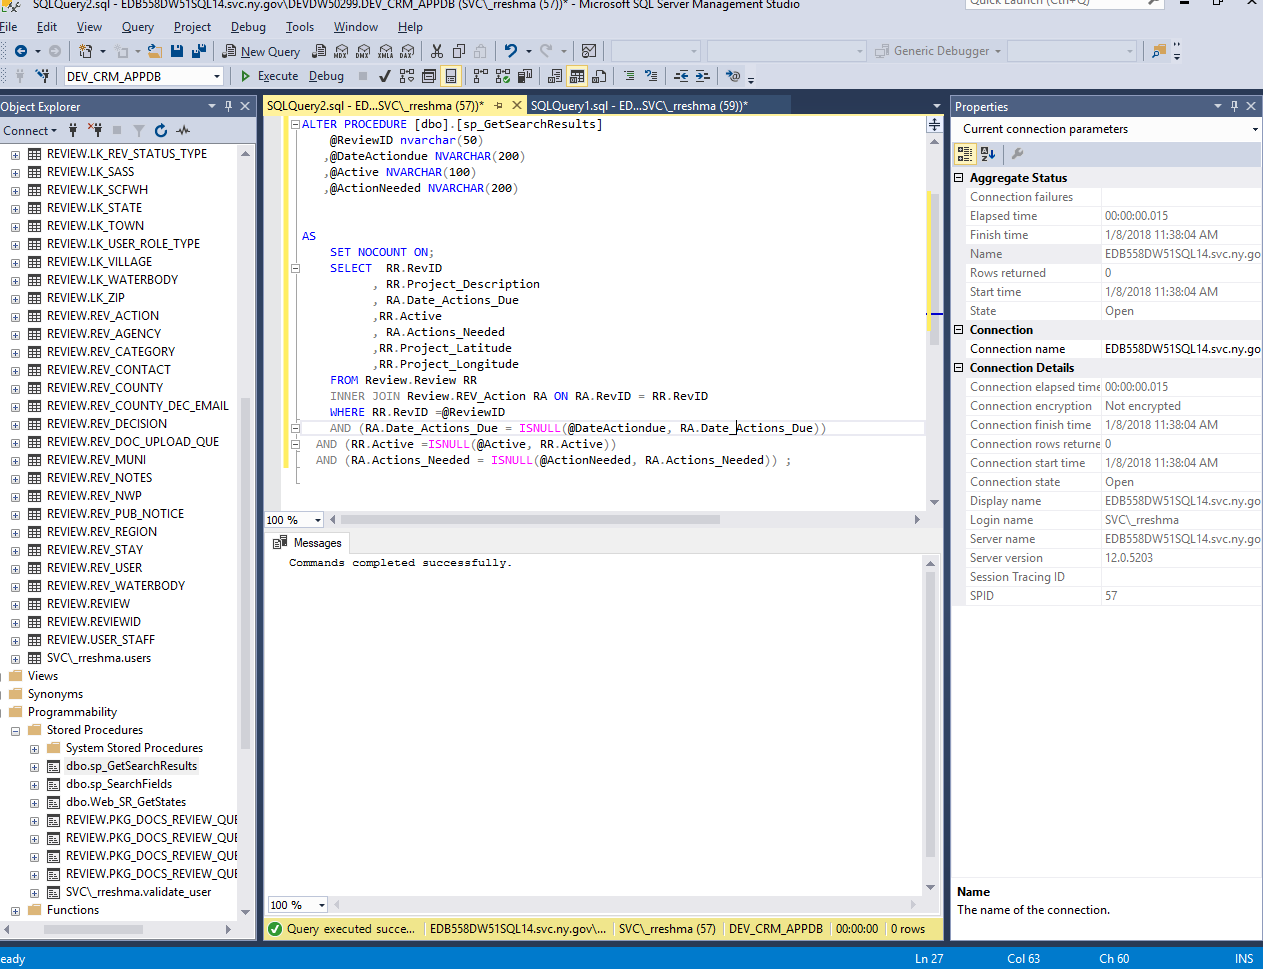 SQLQuery2.sql - EDB558DW51SQL14.svc.ny.gov\DEVDW50299.DEV_CRM_APPDB (SVC\_rreshma (57))* - Microsoft SQL Server Management Studio
Quick Launch (Ctrl+Q)
File Edit View Query Project Debug Tools Window Help
New Query
MDX DMX XMLA DAX
Generic Debugger
DEV_CRM_APPDB
Execute Debug
Object Explorer
Connect
REVIEW.LK_REV_STATUS_TYPE
REVIEW.LK_SASS
REVIEW.LK_SCFWH
REVIEW.LK_STATE
REVIEW.LK_TOWN
REVIEW.LK_USER_ROLE_TYPE
REVIEW.LK_VILLAGE
REVIEW.LK_WATERBODY
REVIEW.LK_ZIP
REVIEW.REV_ACTION
REVIEW.REV_AGENCY
REVIEW.REV_CATEGORY
REVIEW.REV_CONTACT
REVIEW.REV_COUNTY
REVIEW.REV_COUNTY_DEC_EMAIL
REVIEW.REV_DECISION
REVIEW.REV_DOC_UPLOAD_QUE
REVIEW.REV_MUNI
REVIEW.REV_NOTES
REVIEW.REV_NWP
REVIEW.REV_PUB_NOTICE
REVIEW.REV_REGION
REVIEW.REV_STAY
REVIEW.REV_USER
REVIEW.REV_WATERBODY
REVIEW.REVIEW
REVIEW.REVIEWID
REVIEW.USER_STAFF
SVC\_rreshma.users
Views
Synonyms
Programmability
Stored Procedures
System Stored Procedures
dbo.sp_GetSearchResults
dbo.sp_SearchFields
dbo.Web_SR_GetStates
REVIEW.PKG_DOCS_REVIEW_QUE
REVIEW.PKG_DOCS_REVIEW_QUE
REVIEW.PKG_DOCS_REVIEW_QUE
REVIEW.PKG_DOCS_REVIEW_QUE
SVC\_rreshma.validate_user
Functions
SQLQuery2.sql - ED...SVC\_rreshma (57))*
SQLQuery1.sql - ED...SVC\_rreshma (59))*
ALTER PROCEDURE [dbo].[sp_GetSearchResults]
@ReviewID nvarchar(50)
,@DateActiondue NVARCHAR(200)
,@Active NVARCHAR(100)
,@ActionNeeded NVARCHAR(200)
AS
SET NOCOUNT ON;
SELECT RR.RevID
, RR.Project_Description
, RA.Date_Actions_Due
,RR.Active
, RA.Actions_Needed
,RR.Project_Latitude
,RR.Project_Longitude
FROM Review.Review RR
INNER JOIN Review.REV_Action RA ON RA.RevID = RR.RevID
WHERE RR.RevID =@ReviewID
AND (RA.Date_Actions_Due = ISNULL(@DateActiondue, RA.Date_Actions_Due))
AND (RR.Active =ISNULL(@Active, RR.Active))
AND (RA.Actions_Needed = ISNULL(@ActionNeeded, RA.Actions_Needed)) ;
100 %
Messages
Commands completed successfully.
100 %
Query executed succe...
EDB558DW51SQL14.svc.ny.gov\...
SVC\_rreshma (57)
DEV_CRM_APPDB
00:00:00
0 rows
Properties
Current connection parameters
Aggregate Status
Connection failures
Elapsed time 00:00:00.015
Finish time 1/8/2018 11:38:04 AM
Name EDB558DW51SQL14.svc.ny.go
Rows returned 0
Start time 1/8/2018 11:38:04 AM
State Open
Connection
Connection name EDB558DW51SQL14.svc.ny.go
Connection Details
Connection elapsed time 00:00:00.015
Connection encryption Not encrypted
Connection finish time 1/8/2018 11:38:04 AM
Connection rows returne 0
Connection start time 1/8/2018 11:38:04 AM
Connection state Open
Display name EDB558DW51SQL14.svc.ny.go
Login name SVC\_rreshma
Server name EDB558DW51SQL14.svc.ny.go
Server version 12.0.5203
Session Tracing ID
SPID 57
Name
The name of the connection.
eady
Ln 27 Col 63 Ch 60 INS